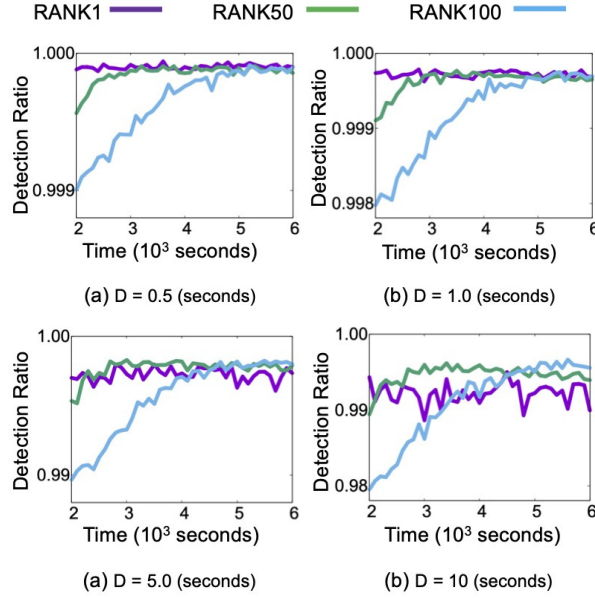 RANK1 RANK50 RANK100
1.000
0.999
Detection Ratio
2 3 4 5 6
Time (10³ seconds)
(a) D = 0.5 (seconds)
1.000
0.999
0.998
Detection Ratio
2 3 4 5 6
Time (10³ seconds)
(b) D = 1.0 (seconds)
1.00
0.99
Detection Ratio
2 3 4 5 6
Time (10³ seconds)
(a) D = 5.0 (seconds)
1.00
0.99
0.98
Detection Ratio
2 3 4 5 6
Time (10³ seconds)
(b) D = 10 (seconds)